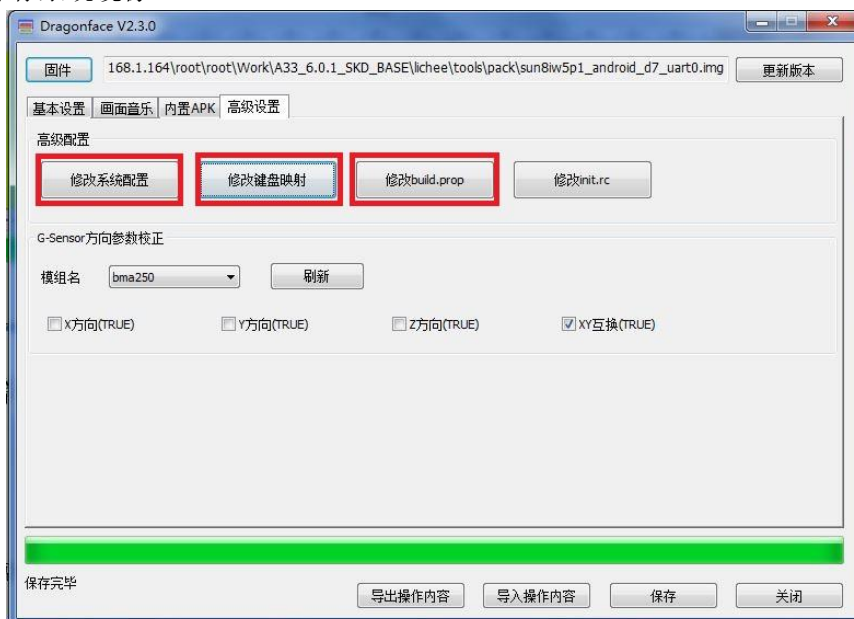 Dragonface V2.3.0
固件 168.1.164\root\root\Work\A33_6.0.1_SKD_BASE\lichee\tools\pack\sun8iw5p1_android_d7_uart0.img 更新版本
基本设置 画面音乐 内置APK 高级设置
高级配置
修改系统配置 修改键盘映射 修改build.prop 修改init.rc
G-Sensor方向参数校正
模组名 bma250 刷新
X方向(TRUE) Y方向(TRUE) Z方向(TRUE) XY互换(TRUE)
保存完毕
导出操作内容 导入操作内容 保存 关闭